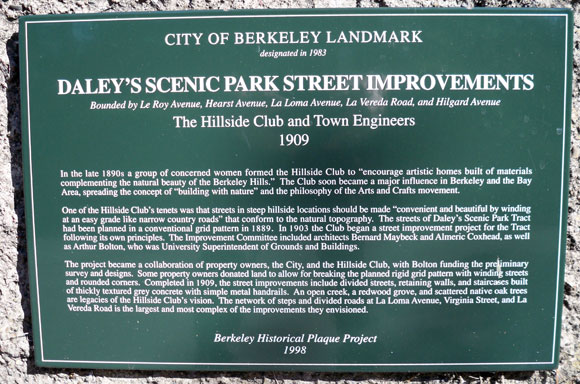 CITY OF BERKELEY LANDMARK
designated in 1983
DALEY'S SCENIC PARK STREET IMPROVEMENTS
Bounded by Le Roy Avenue, Hearst Avenue, La Loma Avenue, La Vereda Road, and Hilgard Avenue
The Hillside Club and Town Engineers
1909
In the late 1890s a group of concerned women formed the Hillside Club to "encourage artistic homes built of materials
complementing the natural beauty of the Berkeley Hills." The Club soon became a major influence in Berkeley and the Bay
Area, spreading the concept of "building with nature" and the philosophy of the Arts and Crafts movement.
One of the Hillside Club's tenets was that streets in steep hillside locations should be made "convenient and beautiful by winding
at an easy grade like narrow country roads" that conform to the natural topography. The streets of Daley's Scenic Park Tract
had been planned in a conventional grid pattern in 1889. In 1903 the Club began a street improvement project for the Tract
following its own principles. The Improvement Committee included architects Bernard Maybeck and Almeric Coxhead, as well
as Arthur Bolton, who was University Superintendent of Grounds and Buildings.
The project became a collaboration of property owners, the City, and the Hillside Club, with Bolton funding the preliminary
survey and designs. Some property owners donated land to allow for breaking the planned rigid grid pattern with winding streets
and rounded corners. Completed in 1909, the street improvements include divided streets, retaining walls, and staircases built
of thickly textured grey concrete with simple metal handrails. An open creek, a redwood grove, and scattered native oak trees
are legacies of the Hillside Club's vision. The network of steps and divided roads at La Loma Avenue, Virginia Street, and La
Vereda Road is the largest and most complex of the improvements they envisioned.
Berkeley Historical Plaque Project
1998